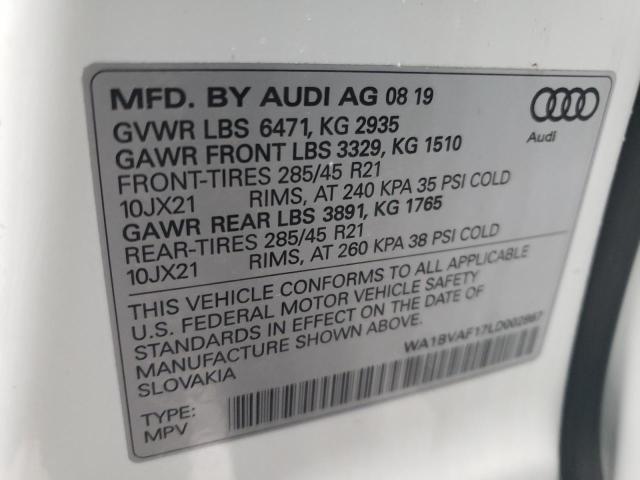 MFD. BY AUDI AG 08 19
GVWR LBS 6471, KG 2935
GAWR FRONT LBS 3329, KG 1510
FRONT-TIRES 285/45 R21
10JX21 RIMS, AT 240 KPA 35 PSI COLD
GAWR REAR LBS 3891, KG 1765
REAR-TIRES 285/45 R21
10JX21 RIMS, AT 260 KPA 38 PSI COLD
Audi
THIS VEHICLE CONFORMS TO ALL APPLICABLE
U.S. FEDERAL MOTOR VEHICLE SAFETY
STANDARDS IN EFFECT ON THE DATE OF
MANUFACTURE SHOWN ABOVE.
SLOVAKIA
WA1BVAF17LD002867
TYPE:
MPV